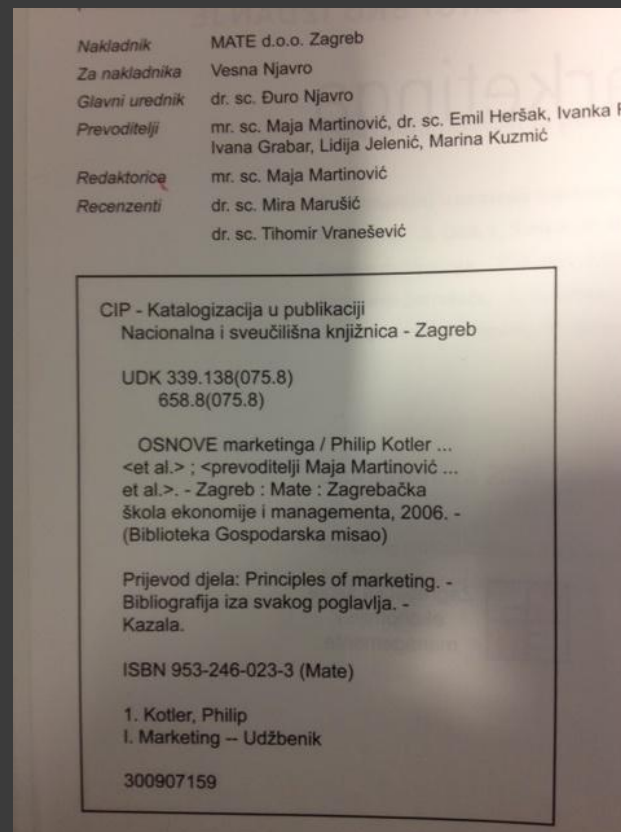 Nakladnik MATE d.o.o. Zagreb
Za nakladnika Vesna Njavro
Glavni urednik dr. sc. Đuro Njavro
Prevoditelji mr. sc. Maja Martinović, dr. sc. Emil Heršak, Ivanka
Ivana Grabar, Lidija Jelenić, Marina Kuzmić
Redaktorica mr. sc. Maja Martinović
Recenzenti dr. sc. Mira Marušić
dr. sc. Tihomir Vranešević
CIP - Katalogizacija u publikaciji
Nacionalna i sveučilišna knjižnica - Zagreb
UDK 339.138(075.8)
658.8(075.8)
OSNOVE marketinga / Philip Kotler ...
<et al.> ; <prevoditelji Maja Martinović ...
et al.>. - Zagreb : Mate : Zagrebačka
škola ekonomije i managementa, 2006. -
(Biblioteka Gospodarska misao)
Prijevod djela: Principles of marketing. -
Bibliografija iza svakog poglavlja. -
Kazala.
ISBN 953-246-023-3 (Mate)
1. Kotler, Philip
I. Marketing -- Udžbenik
300907159